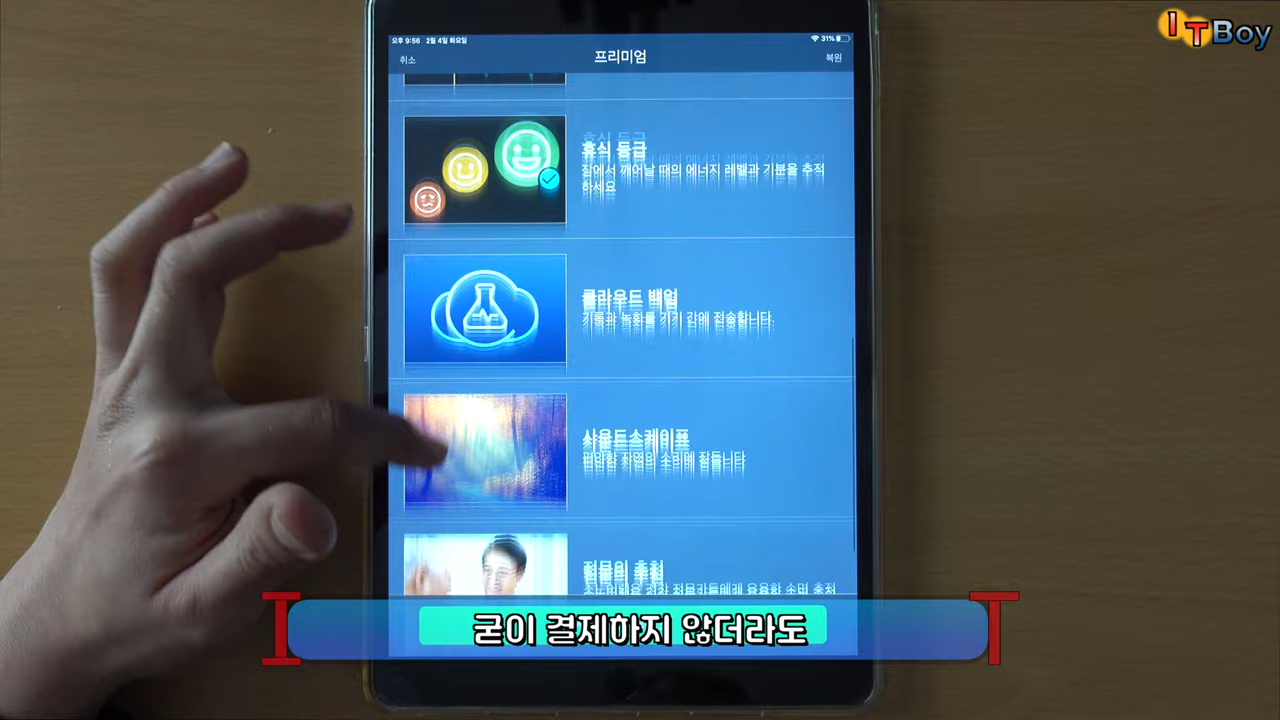 ITBoy
오후 9:56 2월 4일 화요일
31%
취소
프리미엄
복원
휴식 등급
잠에서 깨어날 때의 에너지 레벨과 기분을 추적
하세요
클라우드 백업
기록과 녹화를 기기 간에 전송합니다.
사운드스케이프
편안한 자연의 소리에 잠듭니다
전문의 추천
굳이 결제하지 않더라도